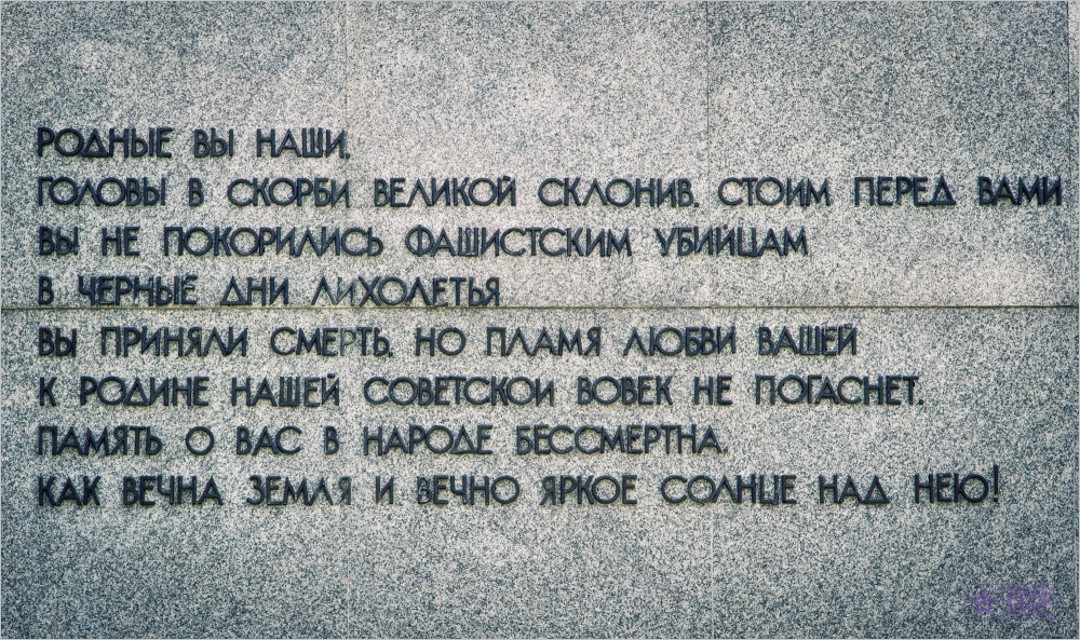 РОДНЫЕ ВЫ НАШИ,
ГОЛОВЫ В СКОРБИ ВЕЛИКОЙ СКЛОНИВ, СТОИМ ПЕРЕД ВАМИ
ВЫ НЕ ПОКОРИЛИСЬ ФАШИСТСКИМ УБИЙЦАМ
В ЧЕРНЫЕ ДНИ ЛИХОЛЕТЬЯ
ВЫ ПРИНЯЛИ СМЕРТЬ, НО ПЛАМЯ ЛЮБВИ ВАШЕЙ
К РОДИНЕ НАШЕЙ СОВЕТСКОИ ВОВЕК НЕ ПОГАСНЕТ.
ПАМЯТЬ О ВАС В НАРОДЕ БЕССМЕРТНА,
КАК ВЕЧНА ЗЕМЛЯ И ВЕЧНО ЯРКОЕ СОЛНЦЕ НАД НЕЮ!